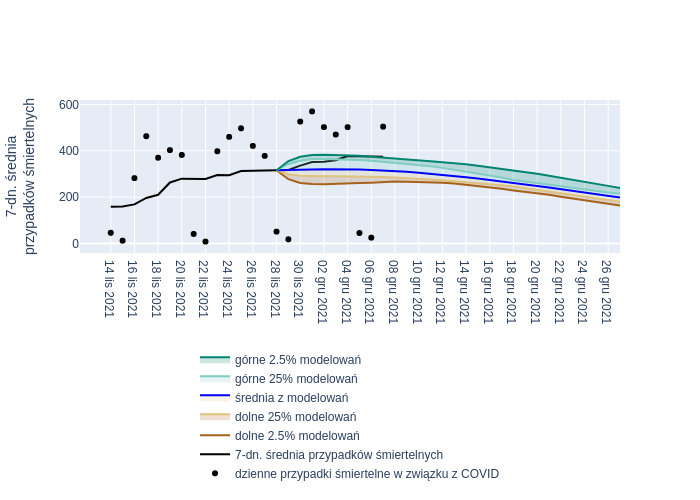 7-dn. średnia
przypadków śmiertelnych
600
400
200
0
14 lis 2021
16 lis 2021
18 lis 2021
20 lis 2021
22 lis 2021
24 lis 2021
26 lis 2021
28 lis 2021
30 lis 2021
02 gru 2021
04 gru 2021
06 gru 2021
08 gru 2021
10 gru 2021
12 gru 2021
14 gru 2021
16 gru 2021
18 gru 2021
20 gru 2021
22 gru 2021
24 gru 2021
26 gru 2021
górne 2.5% modelowań
górne 25% modelowań
średnia z modelowań
dolne 25% modelowań
dolne 2.5% modelowań
7-dn. średnia przypadków śmiertelnych
dzienne przypadki śmiertelne w związku z COVID